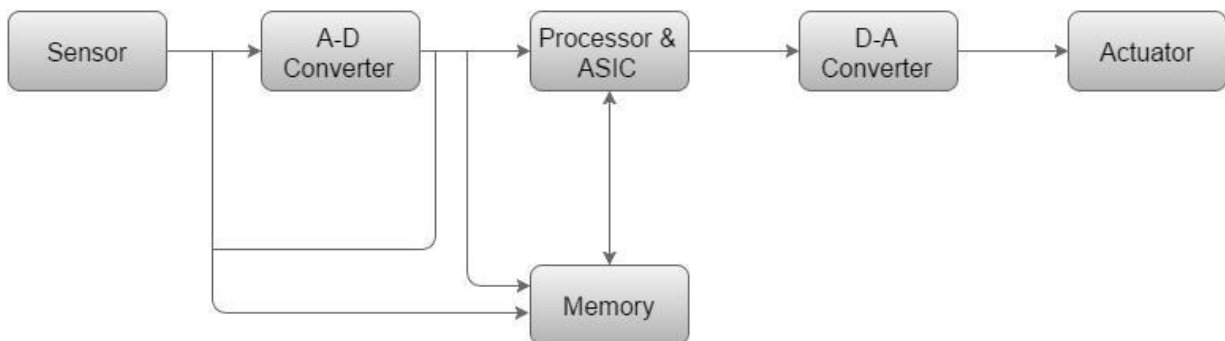 Sensor
A-D
Converter
Processor &
ASIC
D-A
Converter
Actuator
Memory